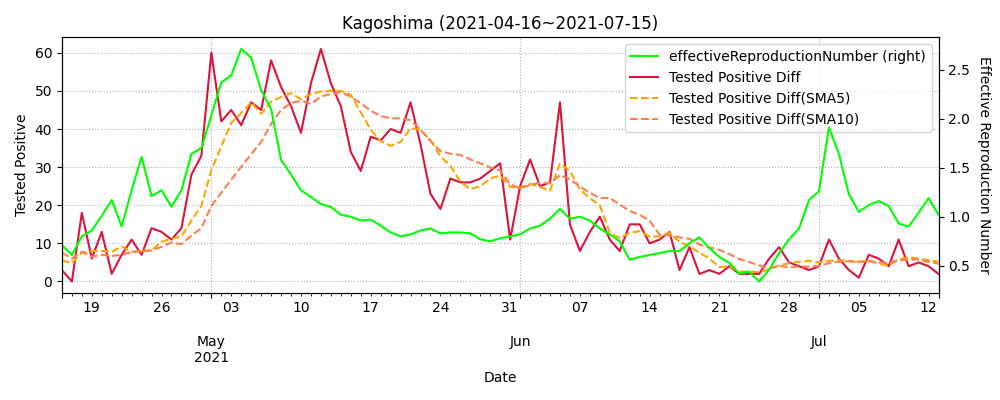 Kagoshima (2021-04-16~2021-07-15)
effectiveReproductionNumber (right)
Tested Positive Diff
Tested Positive Diff(SMA5)
Tested Positive Diff(SMA10)
Tested Positive
60
50
40
30
20
10
0
2.5
2.0
1.5
1.0
0.5
Effective Reproduction Number
19 26 03 10 17 24 31 07 14 21 28 05 12
May Jun Jul
2021
Date